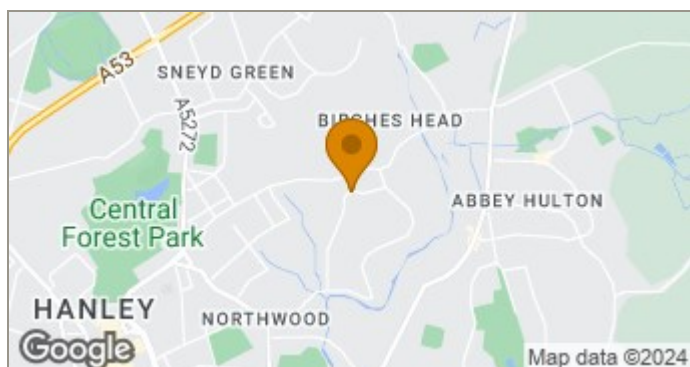 A53
SNEYD GREEN
A5272
BIRCHES HEAD
ABBEY HULTON
Central
Forest Park
HANLEY
NORTHWOOD
Google
Map data ©2024